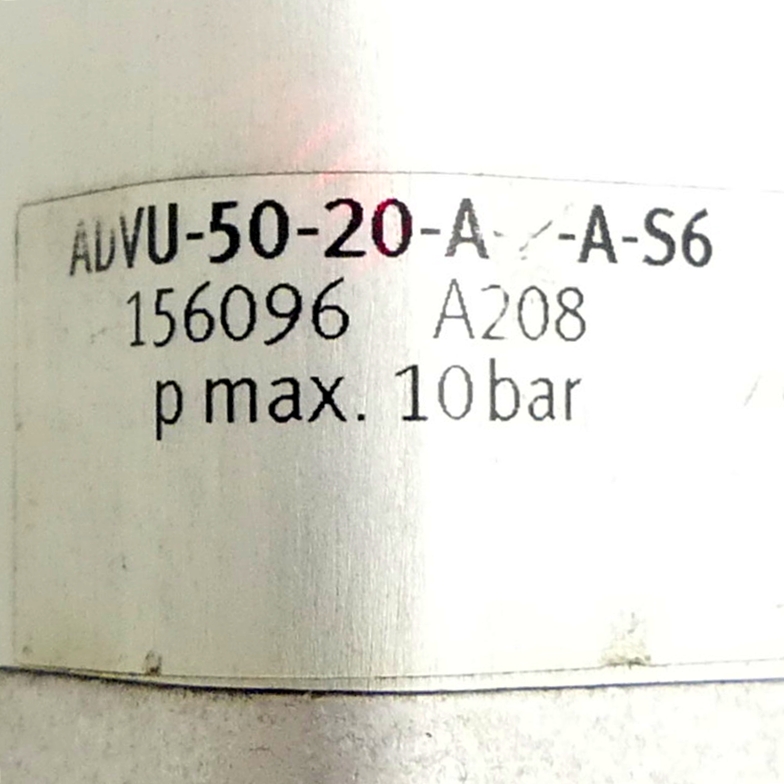 ADVU-50-20-A- -A-S6
156096 A208
p max. 10 bar